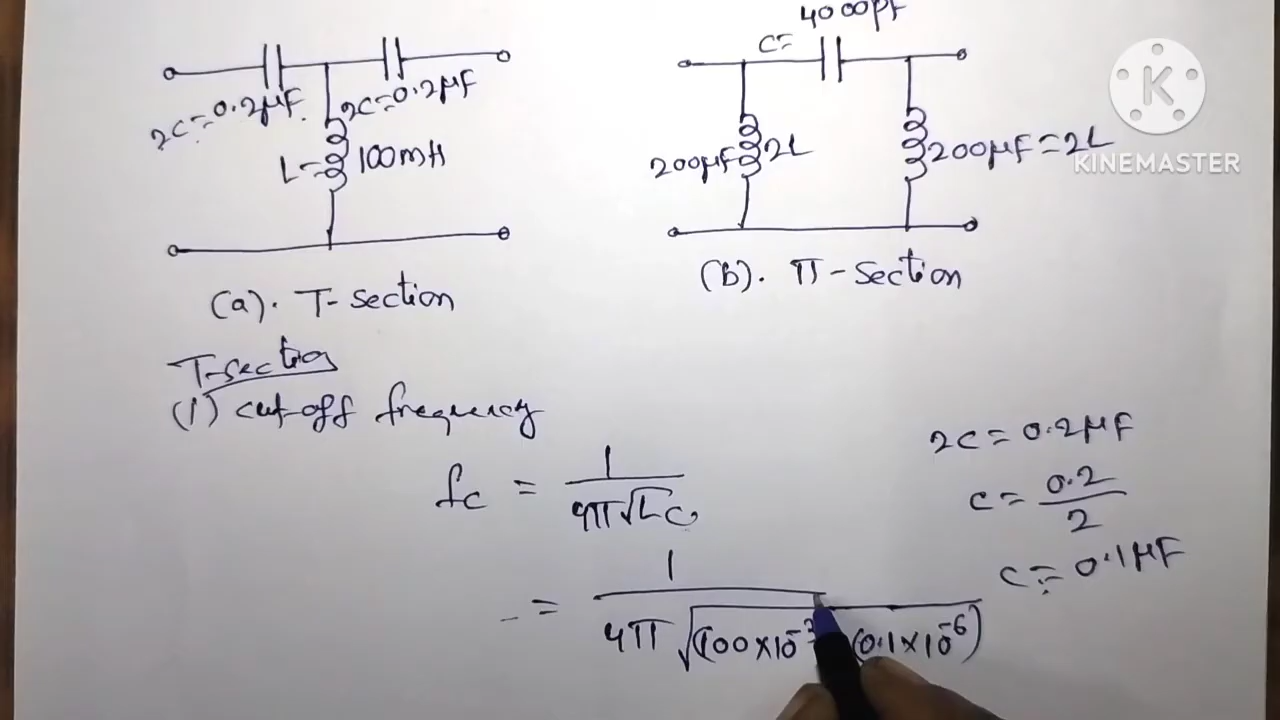 4000pF
C=
2C=0.2μF
2C=0.2μF
L=
100mH
200μF
2L
200μF=2L
K
KINEMASTER
(a). T-section
(b). π-section
T-section
(1) cut-off frequency
fc = 1 / 4π√LC
= 1 / 4π√(100×10⁻³ (0.1×10⁻⁶)
2C=0.2μF
C=0.2/2
C=0.1μF